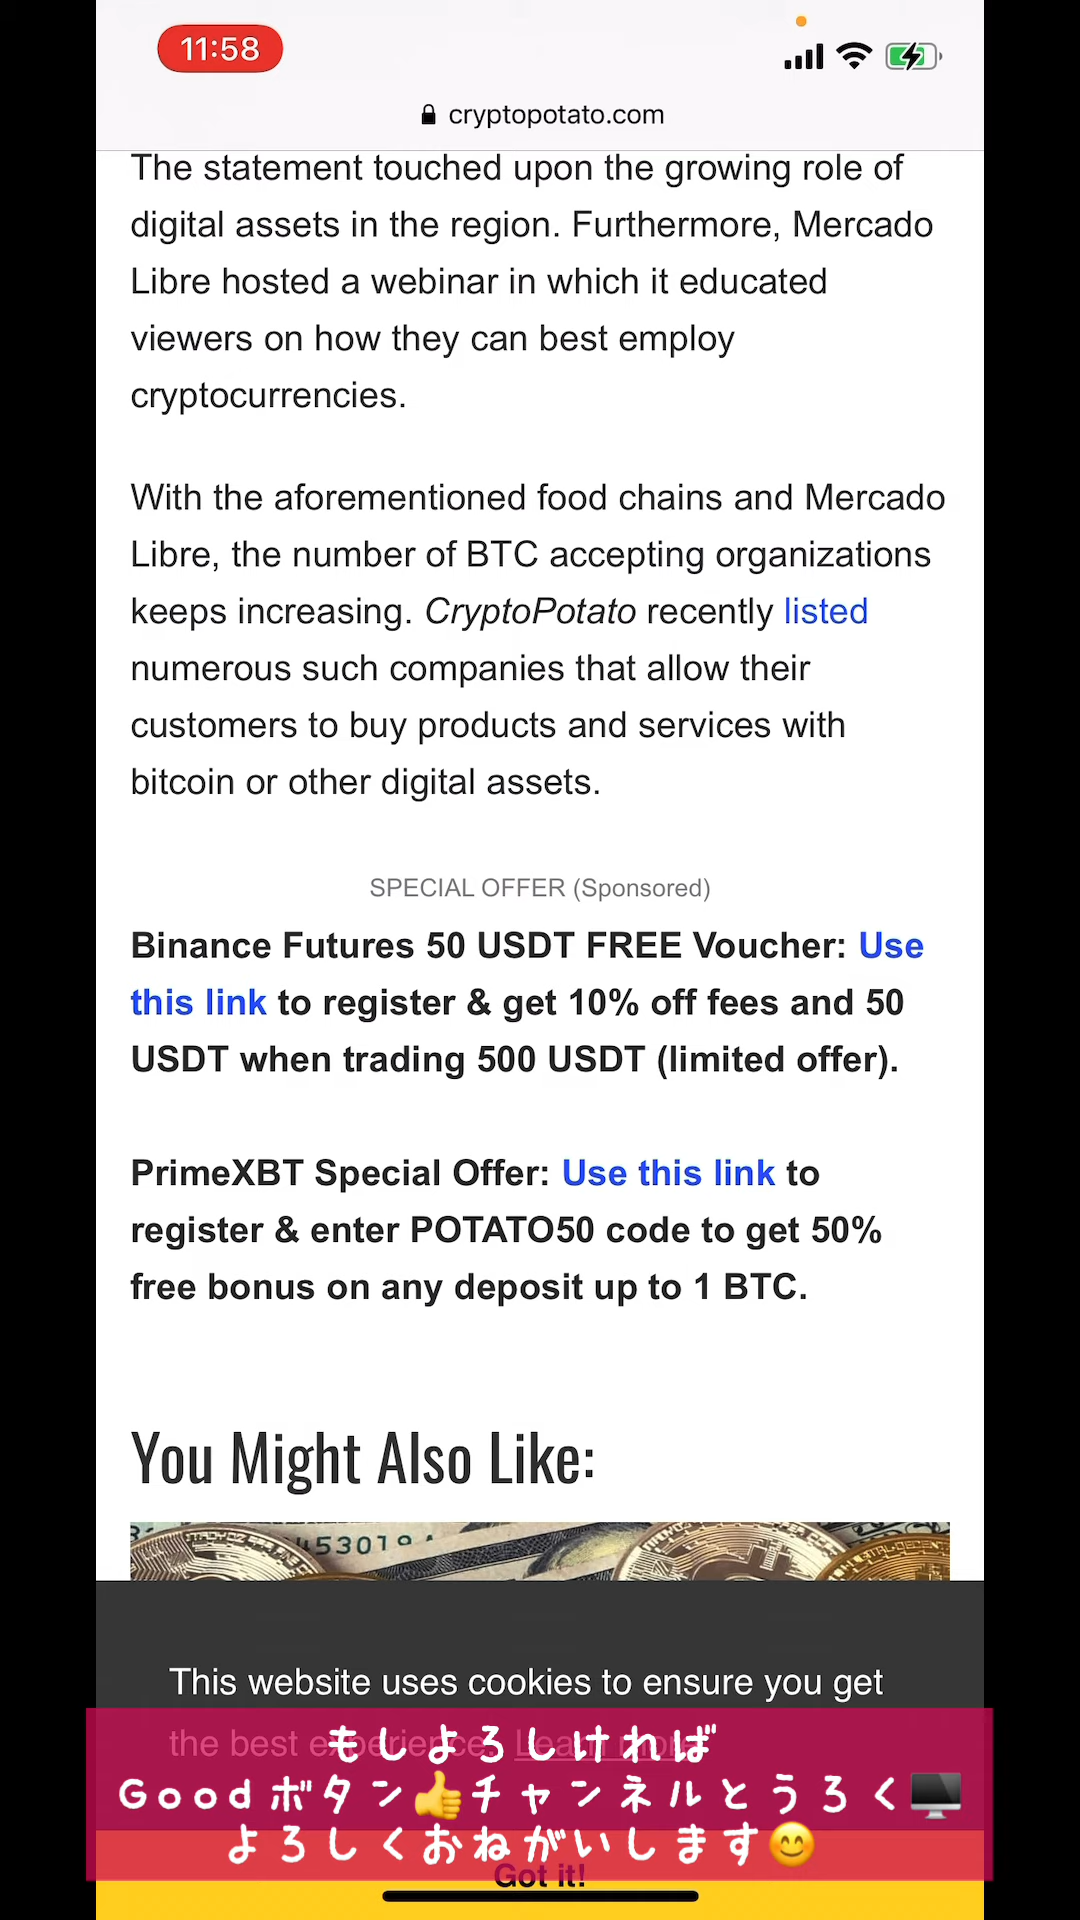 11:58
cryptopotato.com
The statement touched upon the growing role of
digital assets in the region. Furthermore, Mercado
Libre hosted a webinar in which it educated
viewers on how they can best employ
cryptocurrencies.
With the aforementioned food chains and Mercado
Libre, the number of BTC accepting organizations
keeps increasing. CryptoPotato recently listed
numerous such companies that allow their
customers to buy products and services with
bitcoin or other digital assets.
SPECIAL OFFER (Sponsored)
Binance Futures 50 USDT FREE Voucher: Use
this link to register & get 10% off fees and 50
USDT when trading 500 USDT (limited offer).
PrimeXBT Special Offer: Use this link to
register & enter POTATO50 code to get 50%
free bonus on any deposit up to 1 BTC.
You Might Also Like:
This website uses cookies to ensure you get
the best
もしよろしければ
Goodボタン👍チャンネルとうろく🖥️
よろしくおねがいします😊
Got it!